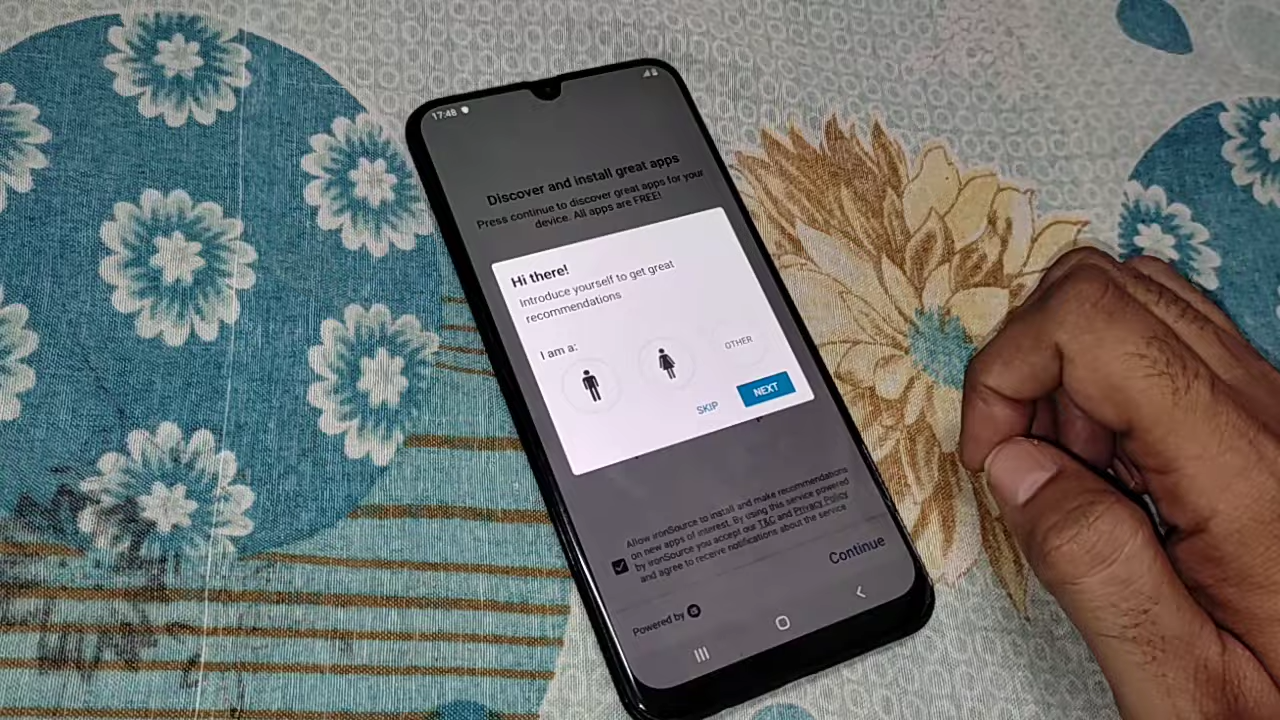 17:48
Discover and install great apps
Press continue to discover great apps for your
device. All apps are FREE!
Hi there!
Introduce yourself to get great
recommendations
I am a:
OTHER
SKIP
NEXT
Allow ironSource to install and make recommendations
on new apps of interest. By using this service powered
by ironSource you accept our T&C and Privacy Policy
and agree to receive notifications about the service
Continue
Powered by